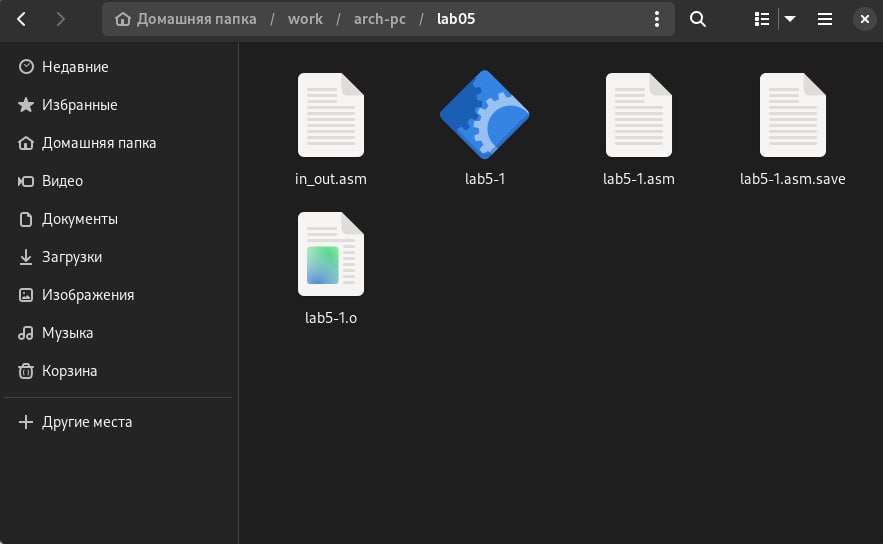 Домашняя папка / work / arch-pc / lab05
Недавние
Избранные
Домашняя папка
Видео
Документы
Загрузки
Изображения
Музыка
Корзина
Другие места
in_out.asm
lab5-1
lab5-1.asm
lab5-1.asm.save
lab5-1.o